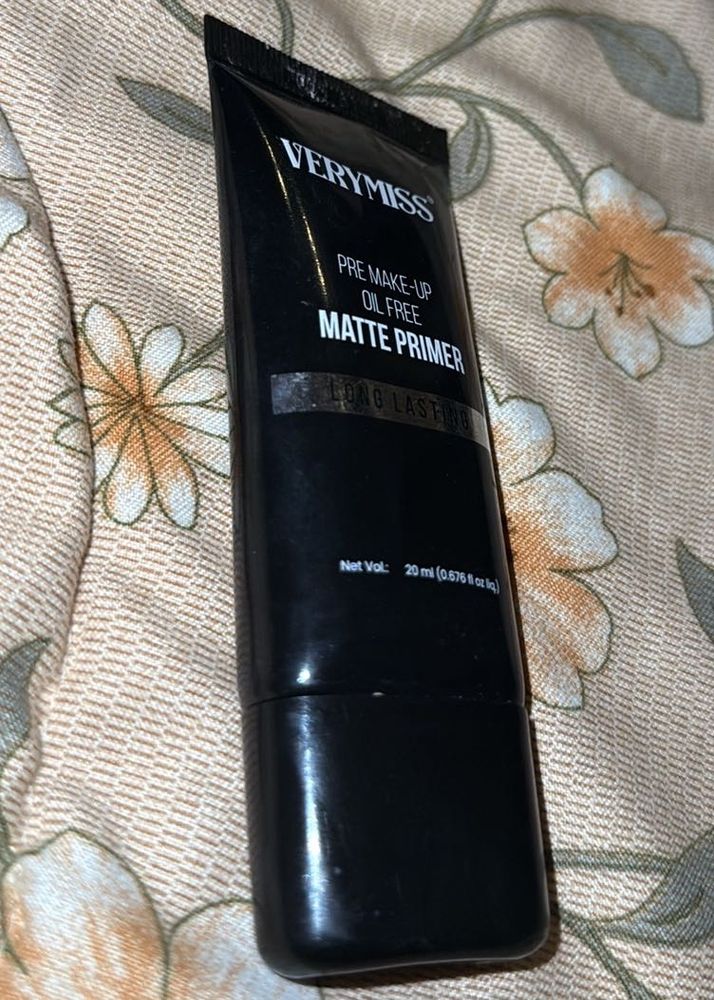 VERYMISS®
PRE MAKE-UP
OIL FREE
MATTE PRIMER
LONG LASTING
Net Vol.: 20 ml (0.676 fl oz liq.)